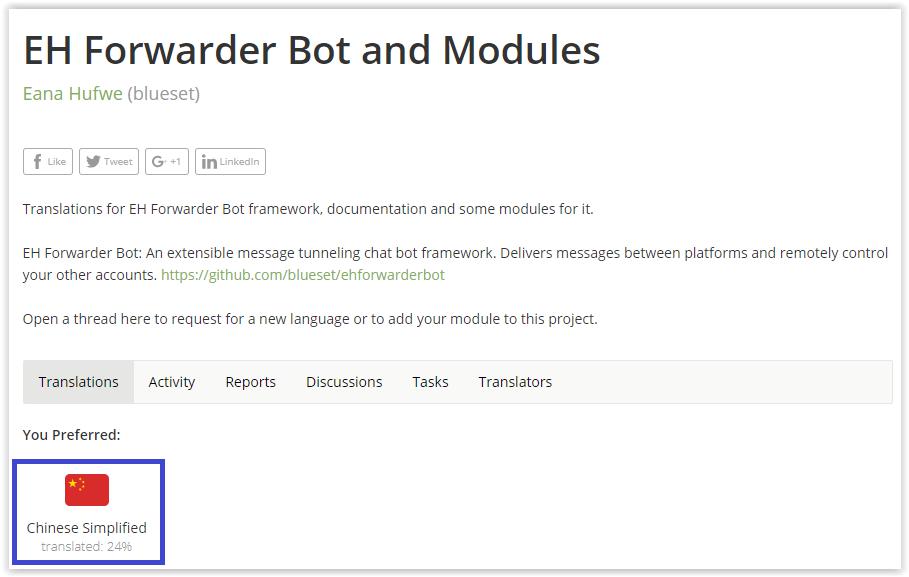 EH Forwarder Bot and Modules
Eana Hufwe (blueset)
Like Tweet G+ +1 in LinkedIn
Translations for EH Forwarder Bot framework, documentation and some modules for it.
EH Forwarder Bot: An extensible message tunneling chat bot framework. Delivers messages between platforms and remotely control
your other accounts. https://github.com/blueset/ehforwarderbot
Open a thread here to request for a new language or to add your module to this project.
Translations Activity Reports Discussions Tasks Translators
You Preferred:
Chinese Simplified
translated: 24%